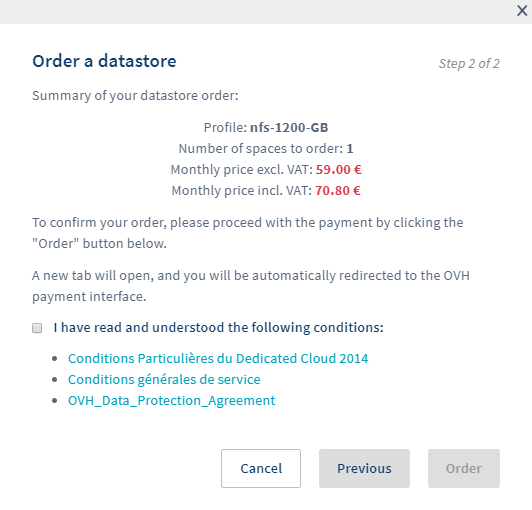 Order a datastore
Step 2 of 2
Summary of your datastore order:
Profile: nfs-1200-GB
Number of spaces to order: 1
Monthly price excl. VAT: 59.00 €
Monthly price incl. VAT: 70.80 €
To confirm your order, please proceed with the payment by clicking the
"Order" button below.
A new tab will open, and you will be automatically redirected to the OVH
payment interface.
I have read and understood the following conditions:
Conditions Particulières du Dedicated Cloud 2014
Conditions générales de service
OVH_Data_Protection_Agreement
Cancel
Previous
Order